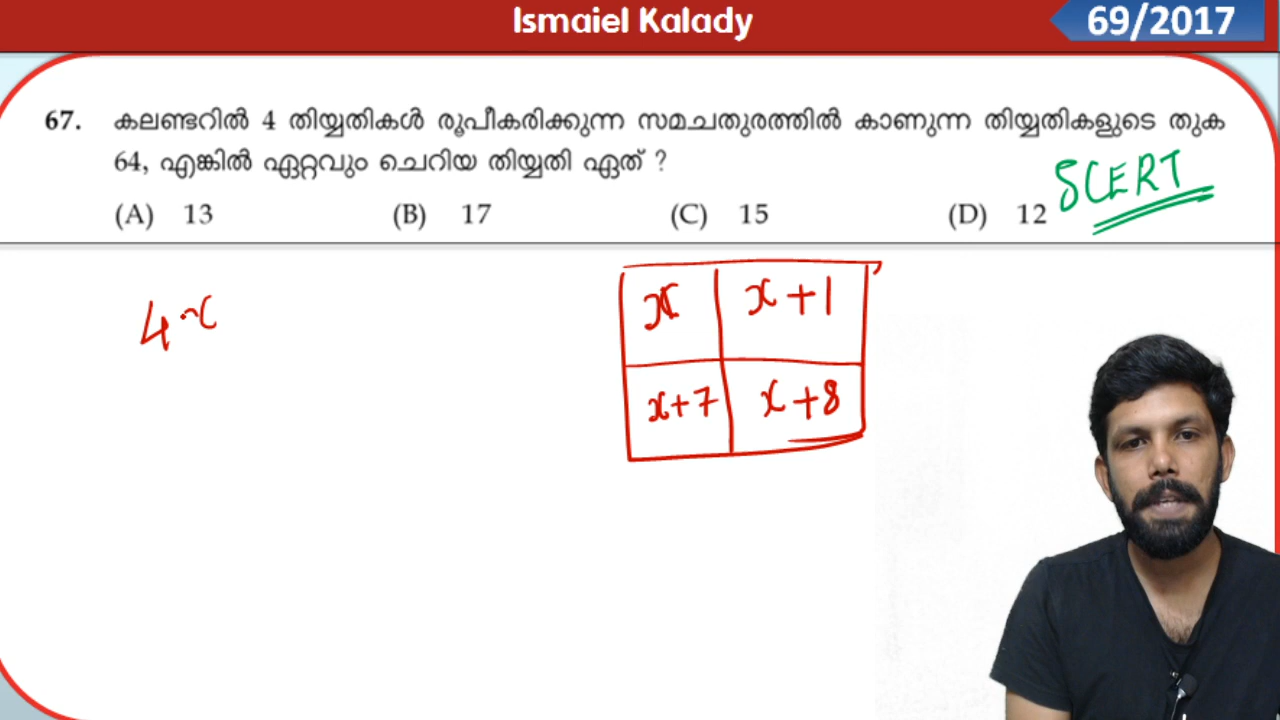 Ismaiel Kalady
69/2017
67. കലണ്ടറിൽ 4 തിയ്യതികൾ രൂപീകരിക്കുന്ന സമചതുരത്തിൽ കാണുന്ന തിയ്യതികളുടെ തുക
64, എങ്കിൽ ഏറ്റവും ചെറിയ തിയ്യതി ഏത് ?
SCERT
(A) 13 (B) 17 (C) 15 (D) 12
4x
x x+1
x+7 x+8